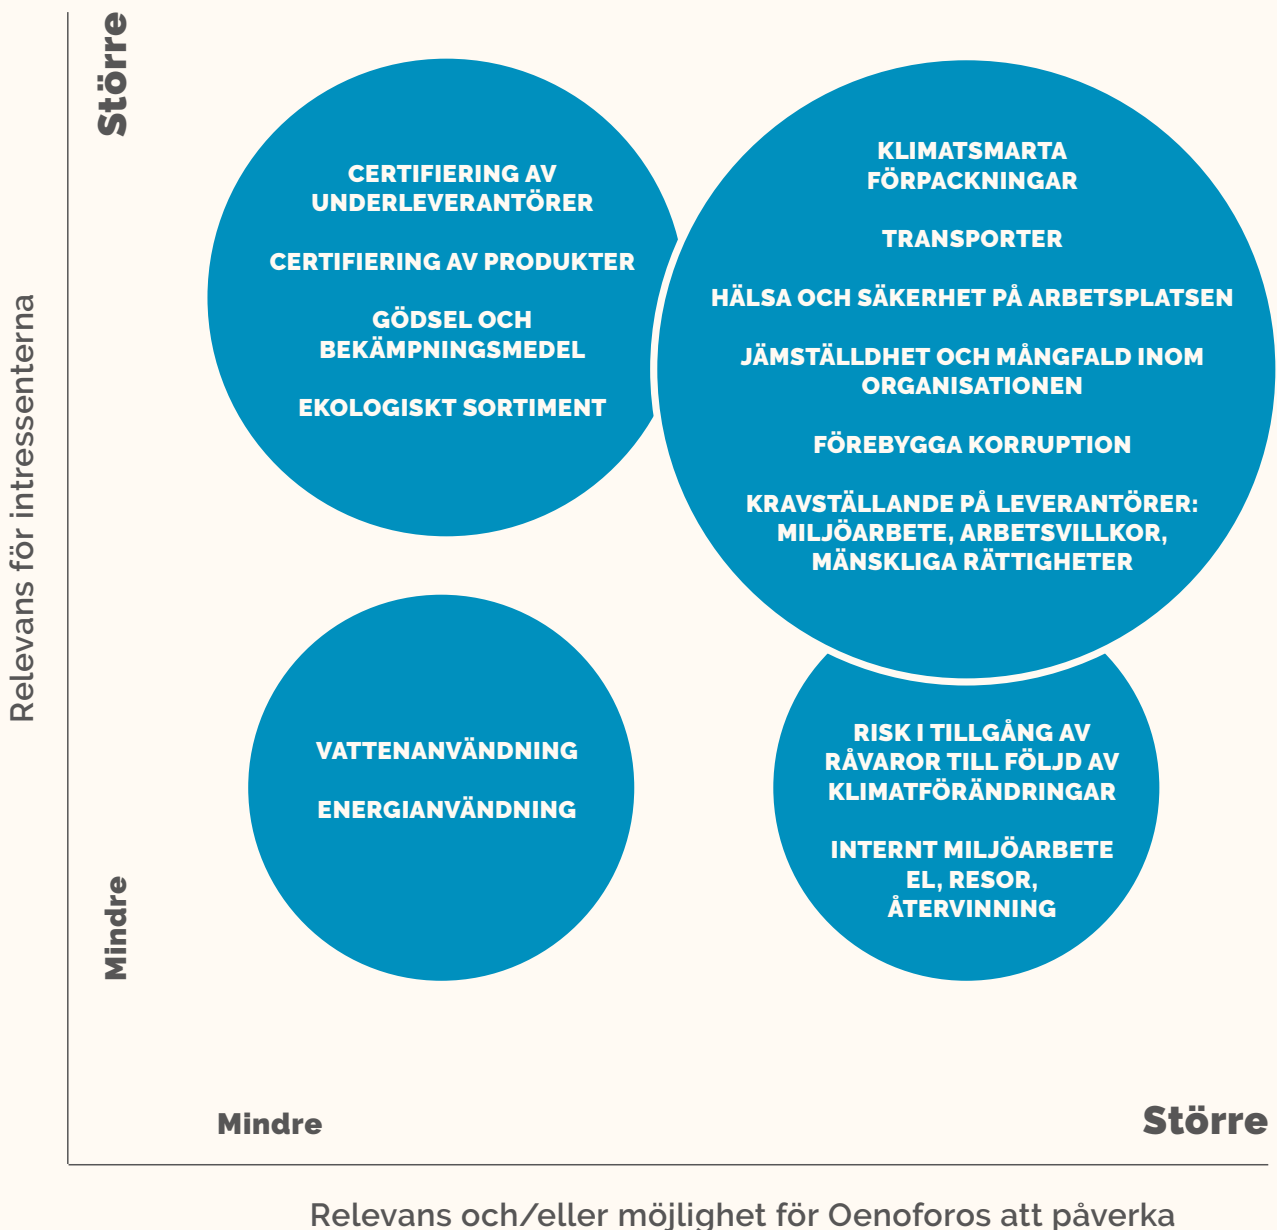 Större
Relevans för intressenterna
Mindre
CERTIFIERING AV
UNDERLEVERANTÖRER
CERTIFIERING AV PRODUKTER
GÖDSEL OCH
BEKÄMPNINGSMEDEL
EKOLOGISKT SORTIMENT
KLIMATSMARTA
FÖRPACKNINGAR
TRANSPORTER
HÄLSA OCH SÄKERHET PÅ ARBETSPLATSEN
JÄMSTÄLLDHET OCH MÅNGFALD INOM
ORGANISATIONEN
FÖREBYGGA KORRUPTION
KRAVSTÄLLANDE PÅ LEVERANTÖRER:
MILJÖARBETE, ARBETSVILLKOR,
MÄNSKLIGA RÄTTIGHETER
VATTENANVÄNDNING
ENERGIANVÄNDNING
RISK I TILLGÅNG AV
RÅVAROR TILL FÖLJD AV
KLIMATFÖRÄNDRINGAR
INTERNT MILJÖARBETE
EL, RESOR,
ÅTERVINNING
Mindre
Större
Relevans och/eller möjlighet för Oenoforos att påverka